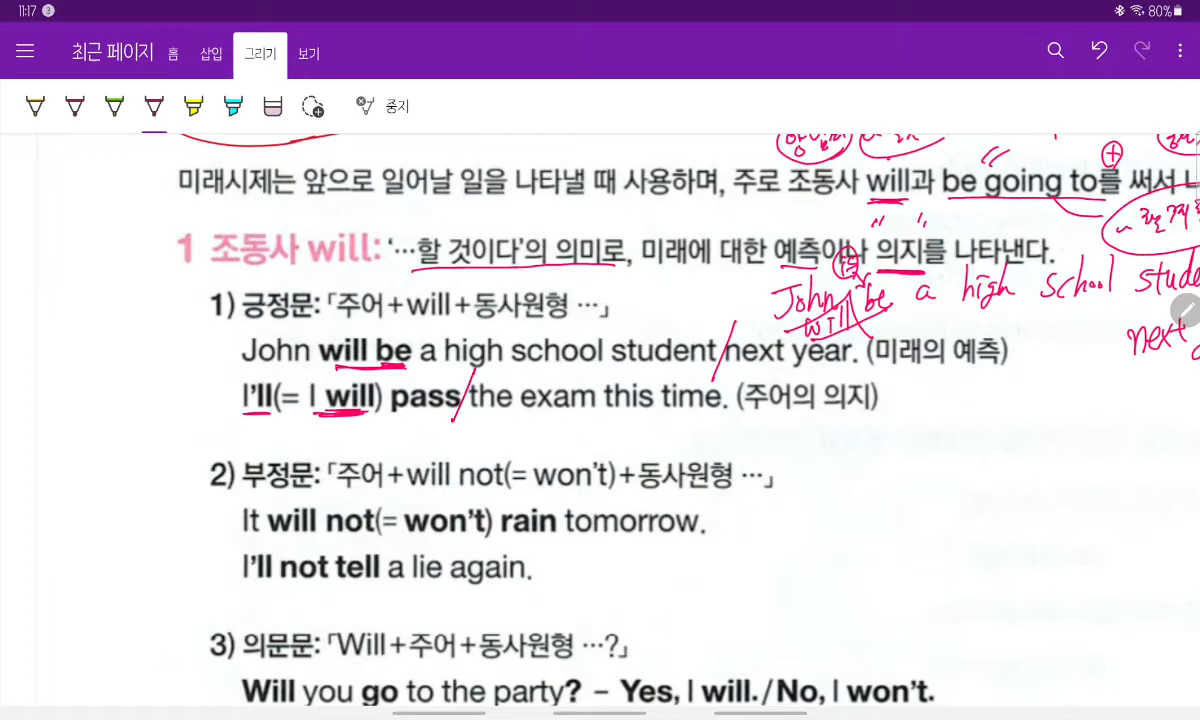 11:17 3 80%
최근 페이지 홈 삽입 그리기 보기
중지
미래시제는 앞으로 일어날 일을 나타낼 때 사용하며, 주로 조동사 will과 be going to를 써서
1 조동사 will: '…할 것이다'의 의미로, 미래에 대한 예측이나 의지를 나타낸다.
John will be a high school
next
1) 긍정문: 「주어+will+동사원형 …」
John will be a high school student next year. (미래의 예측)
I'll(= I will) pass the exam this time. (주어의 의지)
2) 부정문: 「주어+will not(= won't)+동사원형 …」
It will not(= won't) rain tomorrow.
I'll not tell a lie again.
3) 의문문: 「Will+주어+동사원형 …?」
Will you go to the party? – Yes, I will. / No, I won't.